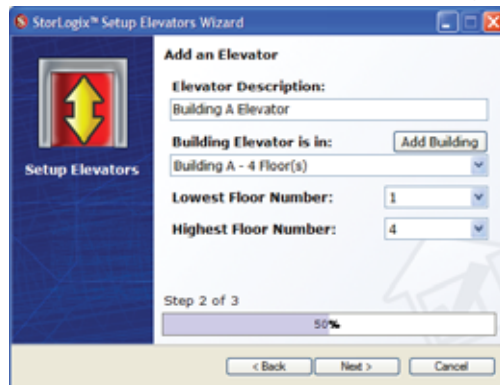 StorLogix™ Setup Elevators Wizard
Setup Elevators
Add an Elevator
Elevator Description:
Building A Elevator
Building Elevator is in:
Add Building
Building A - 4 Floor(s)
Lowest Floor Number:
1
Highest Floor Number:
4
Step 2 of 3
50%
< Back
Next >
Cancel